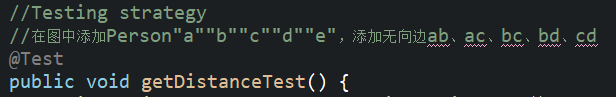 //Testing strategy
//在图中添加Person"a""b""c""d""e"，添加无向边ab、ac、bc、bd、cd
@Test
public void getDistanceTest() {